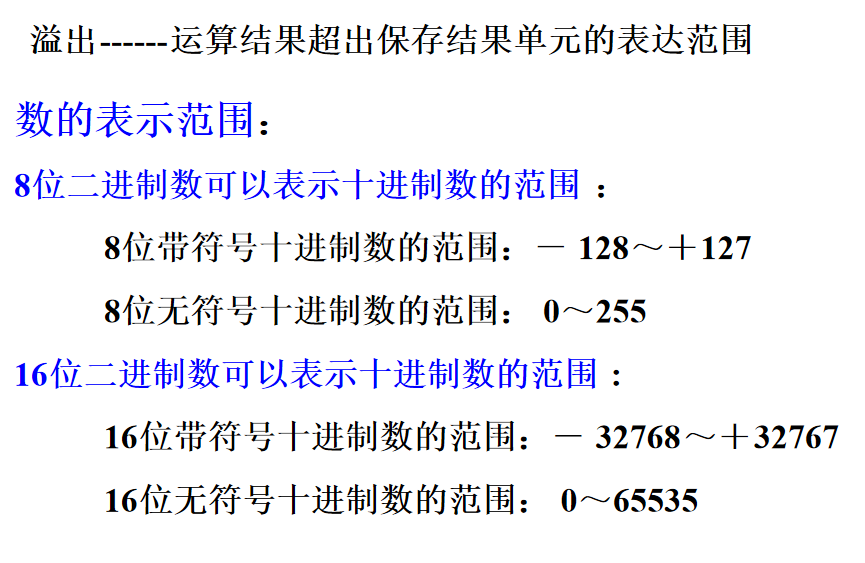 溢出------运算结果超出保存结果单元的表达范围
数的表示范围：
8位二进制数可以表示十进制数的范围 ：
8位带符号十进制数的范围：－ 128～＋127
8位无符号十进制数的范围： 0～255
16位二进制数可以表示十进制数的范围 ：
16位带符号十进制数的范围：－ 32768～＋32767
16位无符号十进制数的范围： 0～65535